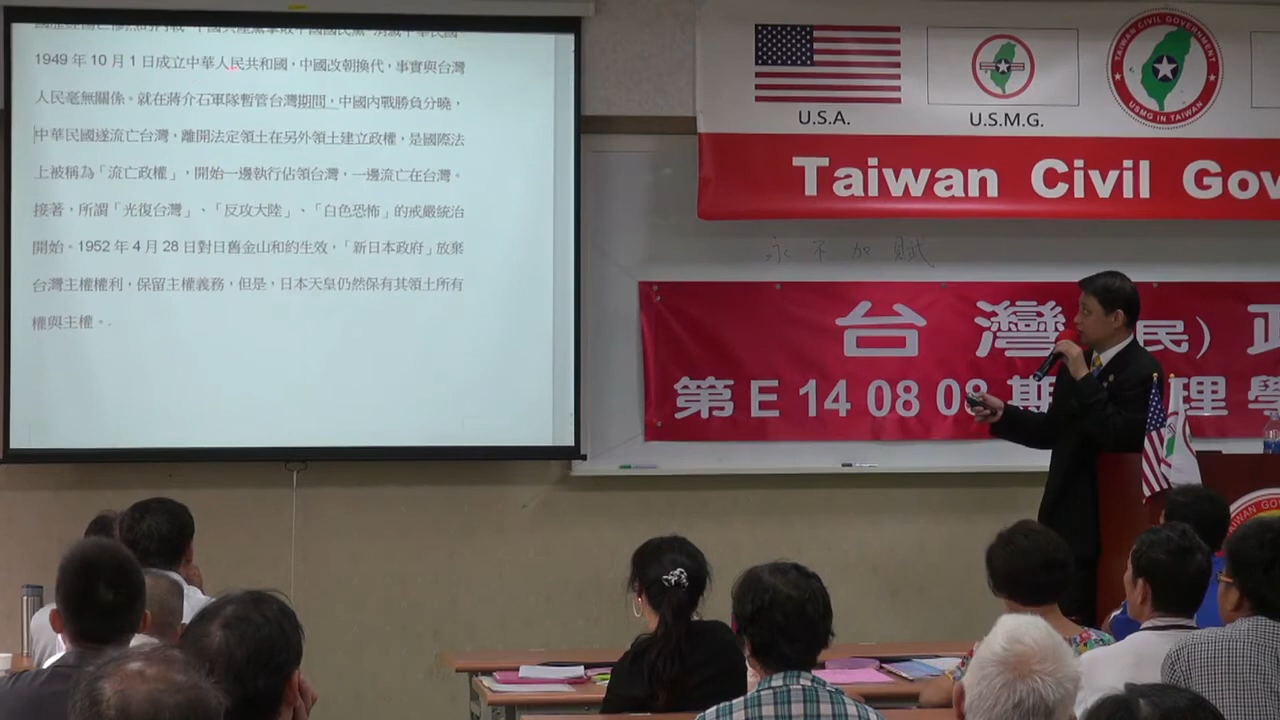 1949 年 10 月 1 日成立中華人民共和國，中國改朝換代，事實與台灣
人民毫無關係。就在蔣介石軍隊暫管台灣期間，中國內戰勝負分曉，
中華民國遂流亡台灣，離開法定領土在另外領土建立政權，是國際法
上被稱為「流亡政權」，開始一邊執行佔領台灣，一邊流亡在台灣。
接著，所謂「光復台灣」、「反攻大陸」、「白色恐怖」的戒嚴統治
開始。1952 年 4 月 28 日對日舊金山和約生效，「新日本政府」放棄
台灣主權權利，保留主權義務，但是，日本天皇仍然保有其領土所有
權與主權。
U.S.A.
U.S.M.G.
TAIWAN CIVIL GOVERNMENT
USMG IN TAIWAN
Taiwan Civil Gov
永不加賦
台灣（民）政
第 E 14 08 08 期 理學
TAIWAN GOV